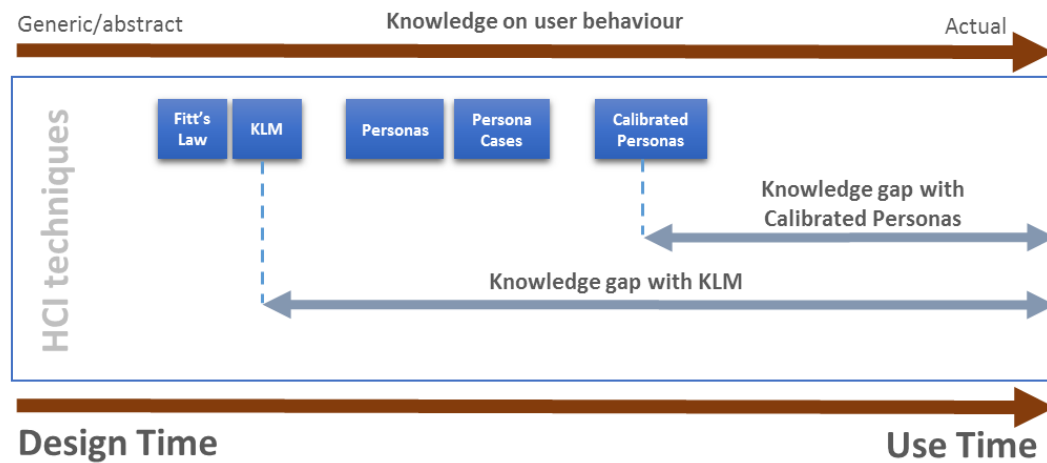 Generic/abstract
Knowledge on user behaviour
Actual
HCI techniques
Fitt's
Law
KLM
Personas
Persona
Cases
Calibrated
Personas
Knowledge gap with
Calibrated Personas
Knowledge gap with KLM
Design Time
Use Time